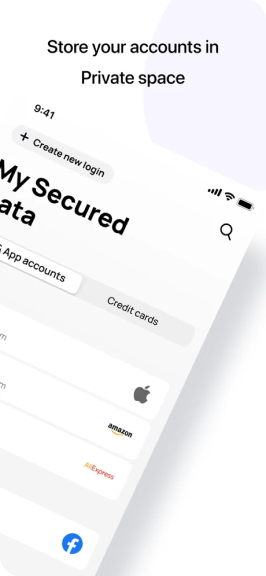 Store your accounts in
Private space
9:41
+ Create new login
My Secured
ata
App accounts
Credit cards
m
m
amazon
AliExpress